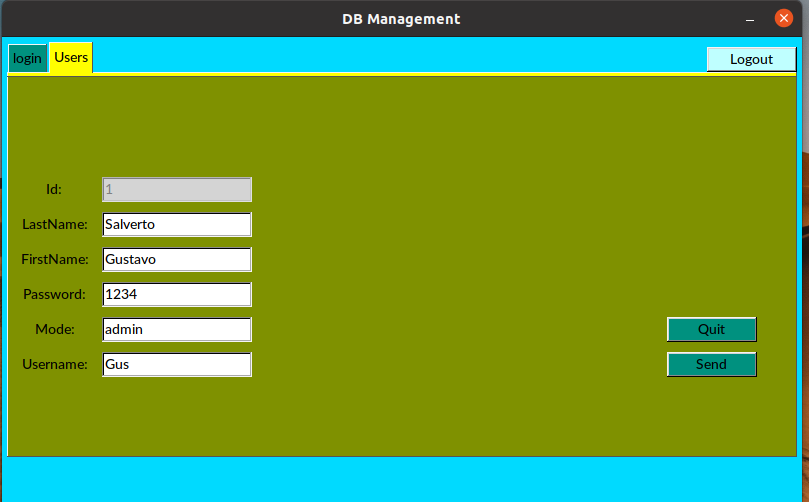 DB Management
login Users
Logout
Id: 1
LastName: Salverto
FirstName: Gustavo
Password: 1234
Mode: admin Quit
Username: Gus Send